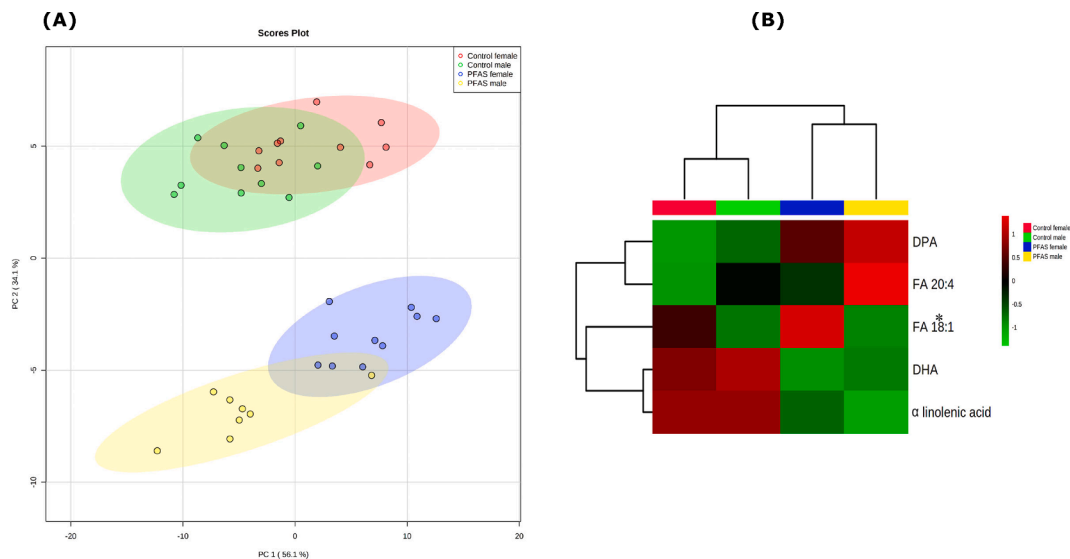 (A)
Scores Plot
Control female
Control male
PFAS female
PFAS male
PC 2 ( 34.1 %)
5
0
-5
-10
-20
-10
0
10
20
PC 1 ( 56.1 %)
(B)
DPA
FA 20:4
FA 18:1
*
DHA
α linolenic acid
1
0.5
0
-0.5
-1
Control female
Control male
PFAS female
PFAS male